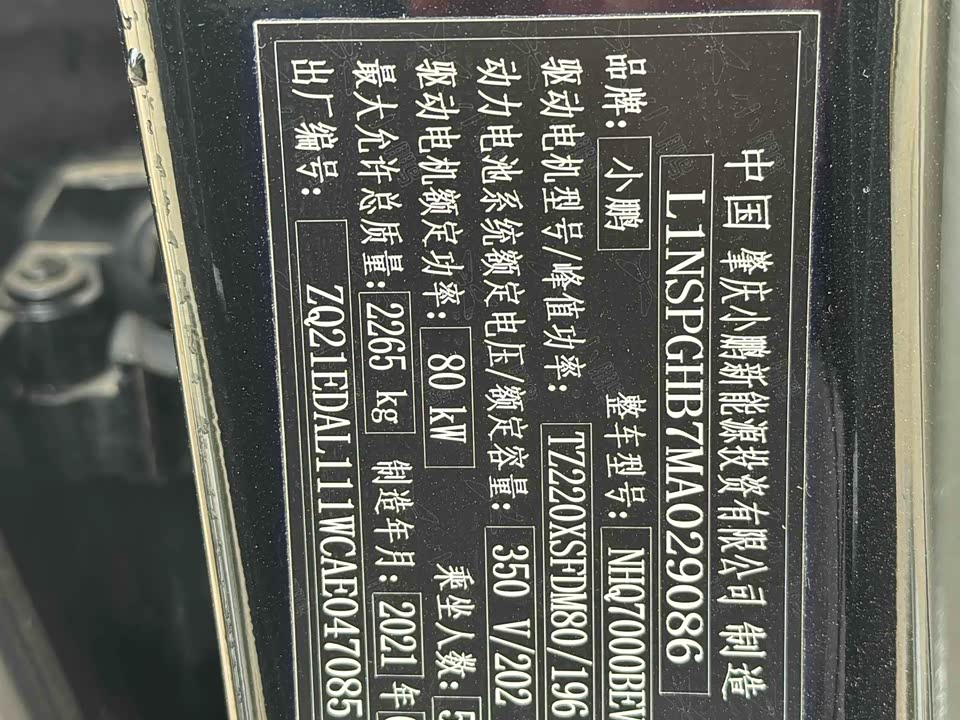 中国 肇庆小鹏新能源投资有限公司 制造
L1NSPGHB7MA029086
品牌: 小鹏 整车型号: NHQ7000BEV
驱动电机型号/峰值功率: TZ220XSFDM80/196
动力电池系统额定电压/额定容量: 350 V/202
驱动电机额定功率: 80 kW 乘坐人数: 5
最大允许总质量: 2265 kg 制造年月: 2021 年
出厂编号: ZQ21EDAL111WCAE047085